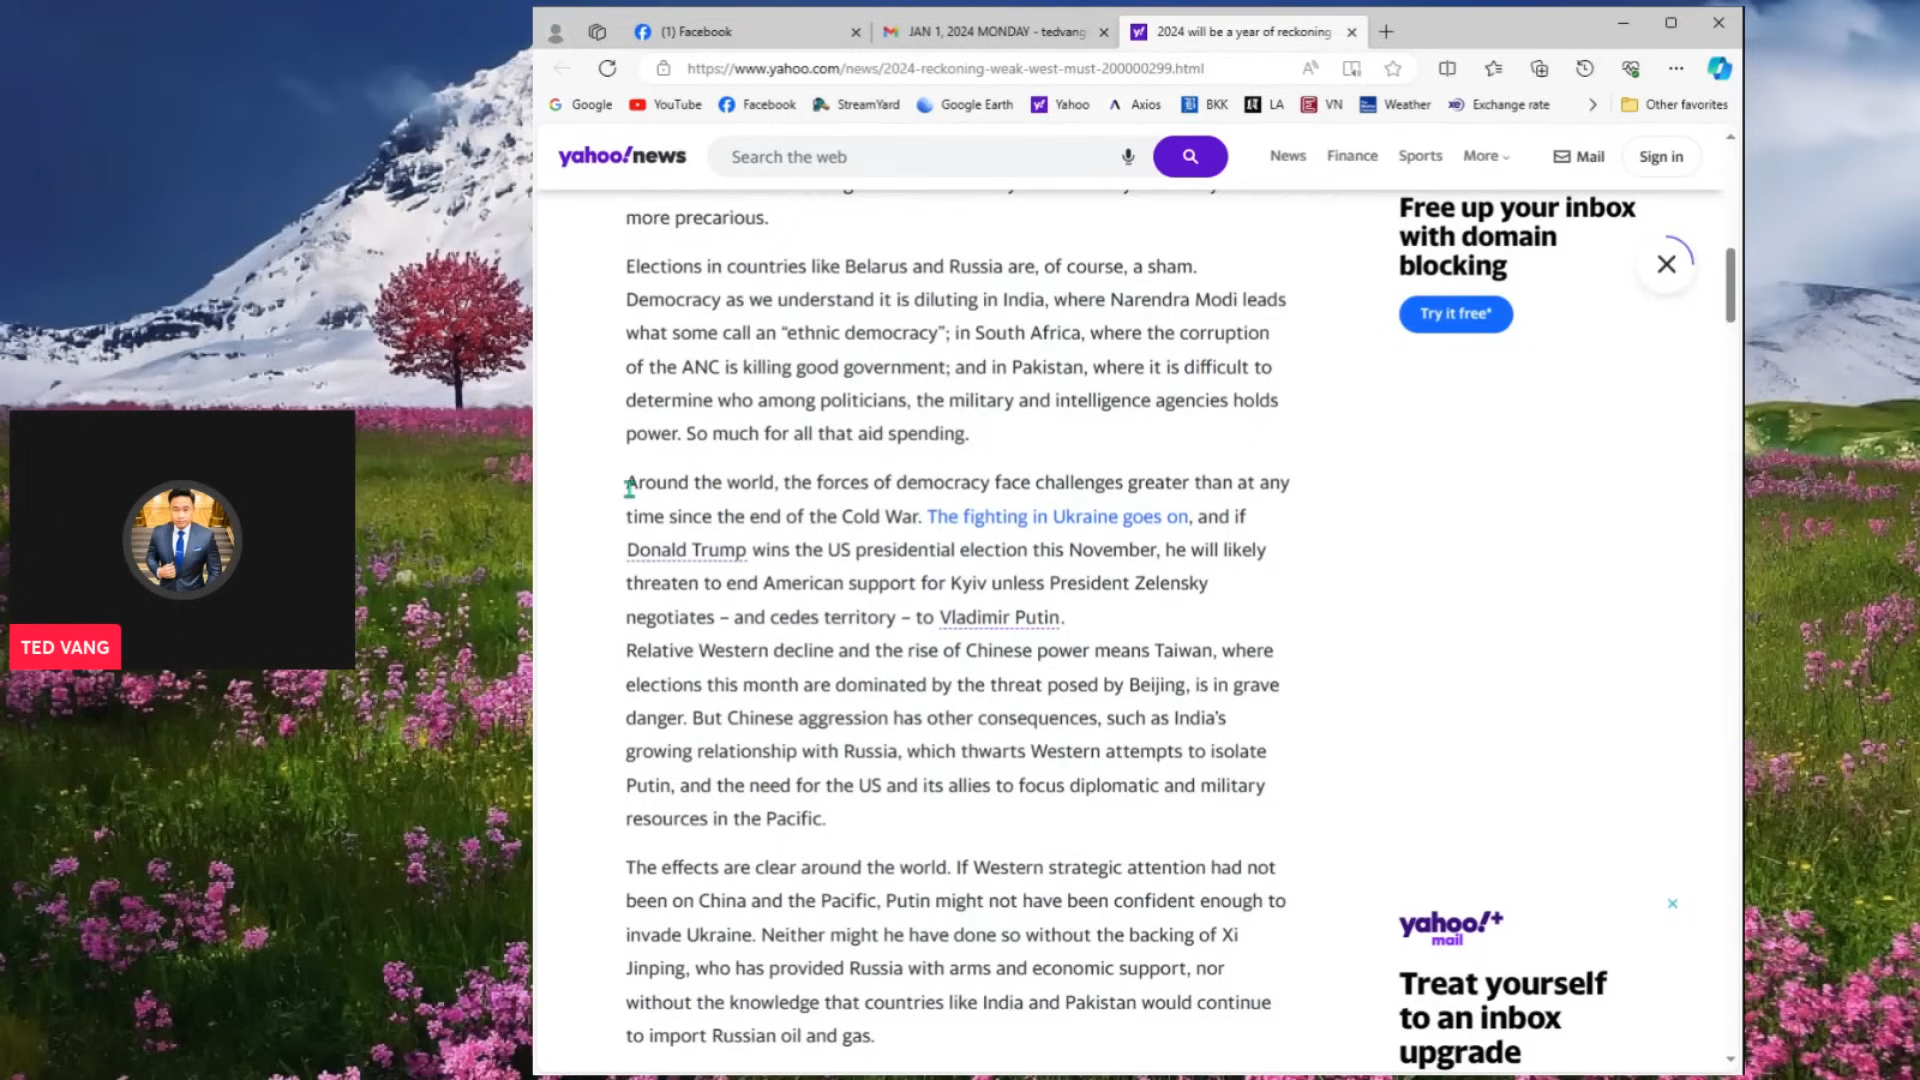 (1) Facebook
JAN 1, 2024 MONDAY - tedvang
2024 will be a year of reckoning
https://www.yahoo.com/news/2024-reckoning-weak-west-must-200000299.html
Google
YouTube
Facebook
StreamYard
Google Earth
Yahoo
Axios
BKK
LA
VN
Weather
Exchange rate
Other favorites
yahoo!news
Search the web
News
Finance
Sports
More
Mail
Sign in
more precarious.
Elections in countries like Belarus and Russia are, of course, a sham.
Democracy as we understand it is diluting in India, where Narendra Modi leads
what some call an “ethnic democracy”; in South Africa, where the corruption
of the ANC is killing good government; and in Pakistan, where it is difficult to
determine who among politicians, the military and intelligence agencies holds
power. So much for all that aid spending.
Around the world, the forces of democracy face challenges greater than at any
time since the end of the Cold War. The fighting in Ukraine goes on, and if
Donald Trump wins the US presidential election this November, he will likely
threaten to end American support for Kyiv unless President Zelensky
negotiates – and cedes territory – to Vladimir Putin.
Relative Western decline and the rise of Chinese power means Taiwan, where
elections this month are dominated by the threat posed by Beijing, is in grave
danger. But Chinese aggression has other consequences, such as India’s
growing relationship with Russia, which thwarts Western attempts to isolate
Putin, and the need for the US and its allies to focus diplomatic and military
resources in the Pacific.
The effects are clear around the world. If Western strategic attention had not
been on China and the Pacific, Putin might not have been confident enough to
invade Ukraine. Neither might he have done so without the backing of Xi
Jinping, who has provided Russia with arms and economic support, nor
without the knowledge that countries like India and Pakistan would continue
to import Russian oil and gas.
Free up your inbox
with domain
blocking
Try it free*
yahoo!+
mail
Treat yourself
to an inbox
upgrade
TED VANG